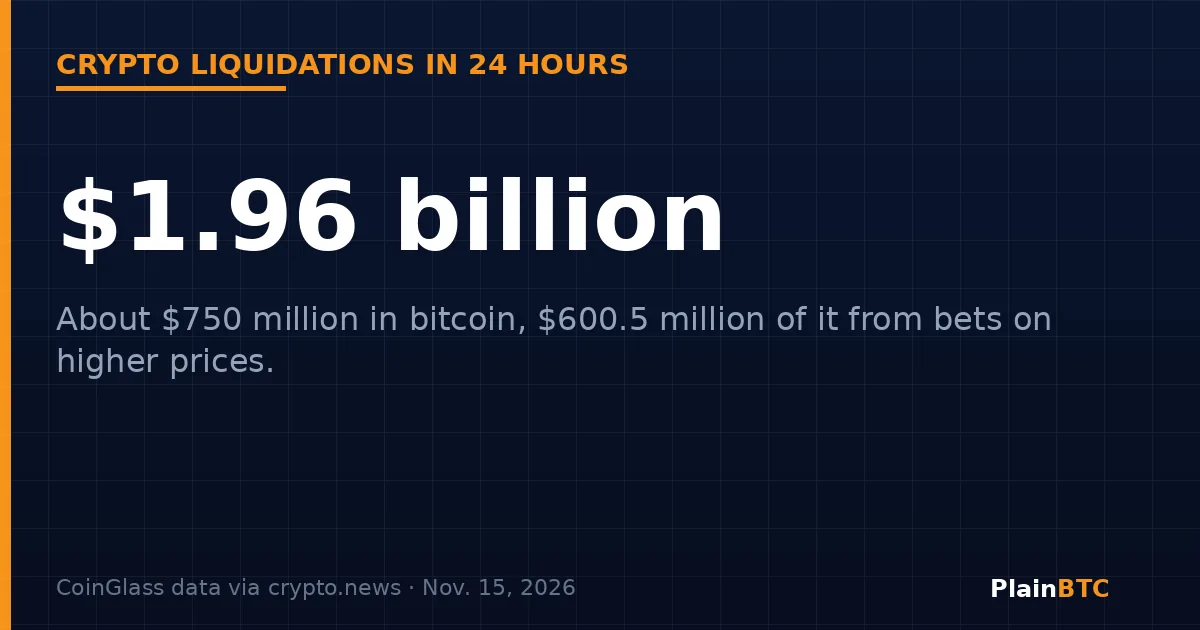 CRYPTO LIQUIDATIONS IN 24 HOURS
$1.96 billion
About $750 million in bitcoin, $600.5 million of it from bets on
higher prices.
CoinGlass data via crypto.news · Nov. 15, 2026
PlainBTC